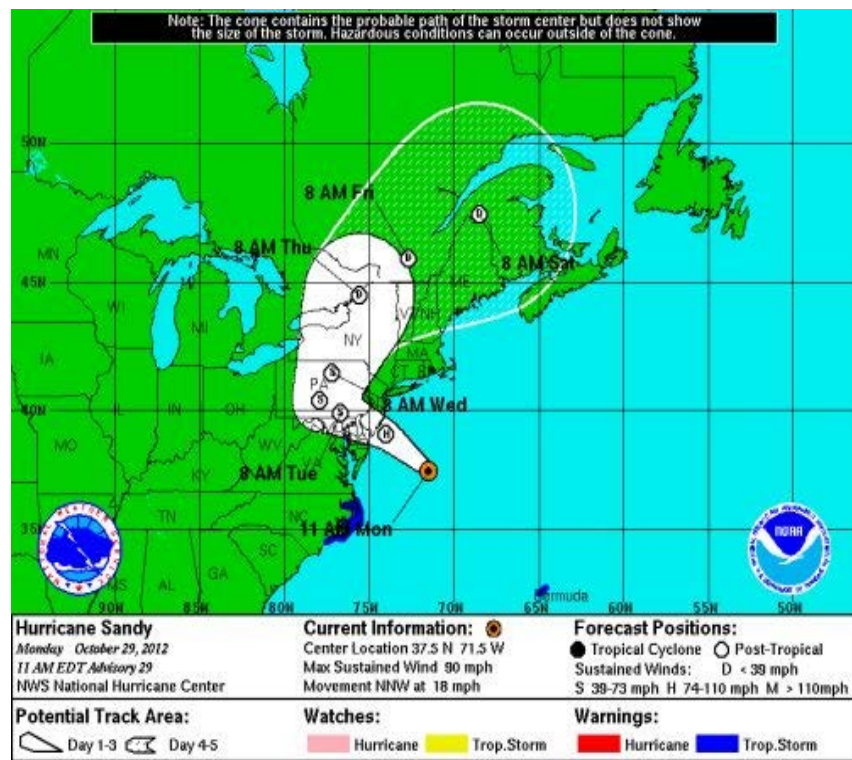 Note: The cone contains the probable path of the storm center but does not show
the size of the storm. Hazardous conditions can occur outside of the cone.
50N
8 AM Fri
MN
8 AM Thu
8 AM Sat
45N
ME
WI
MI
VT NH
NY
MA
IA
CT RI
PA
S
D
D
S
S
H
8 AM Wed
40N
IL
IN
OH
MO
WV
VA
KY
8 AM Tue
35N
TN
NC
11 AM Mon
SC
MS
AL
GA
NOAA
Bermuda
90W
85W
80W
75W
70W
65W
60W
55W
50W
Hurricane Sandy
Monday October 29, 2012
11 AM EDT Advisory 29
NWS National Hurricane Center
Current Information:
Center Location 37.5 N 71.5 W
Max Sustained Wind 90 mph
Movement NNW at 18 mph
Forecast Positions:
Tropical Cyclone Post-Tropical
Sustained Winds: D < 39 mph
S 39-73 mph H 74-110 mph M > 110mph
Potential Track Area:
Day 1-3 Day 4-5
Watches:
Hurricane Trop.Storm
Warnings:
Hurricane Trop.Storm